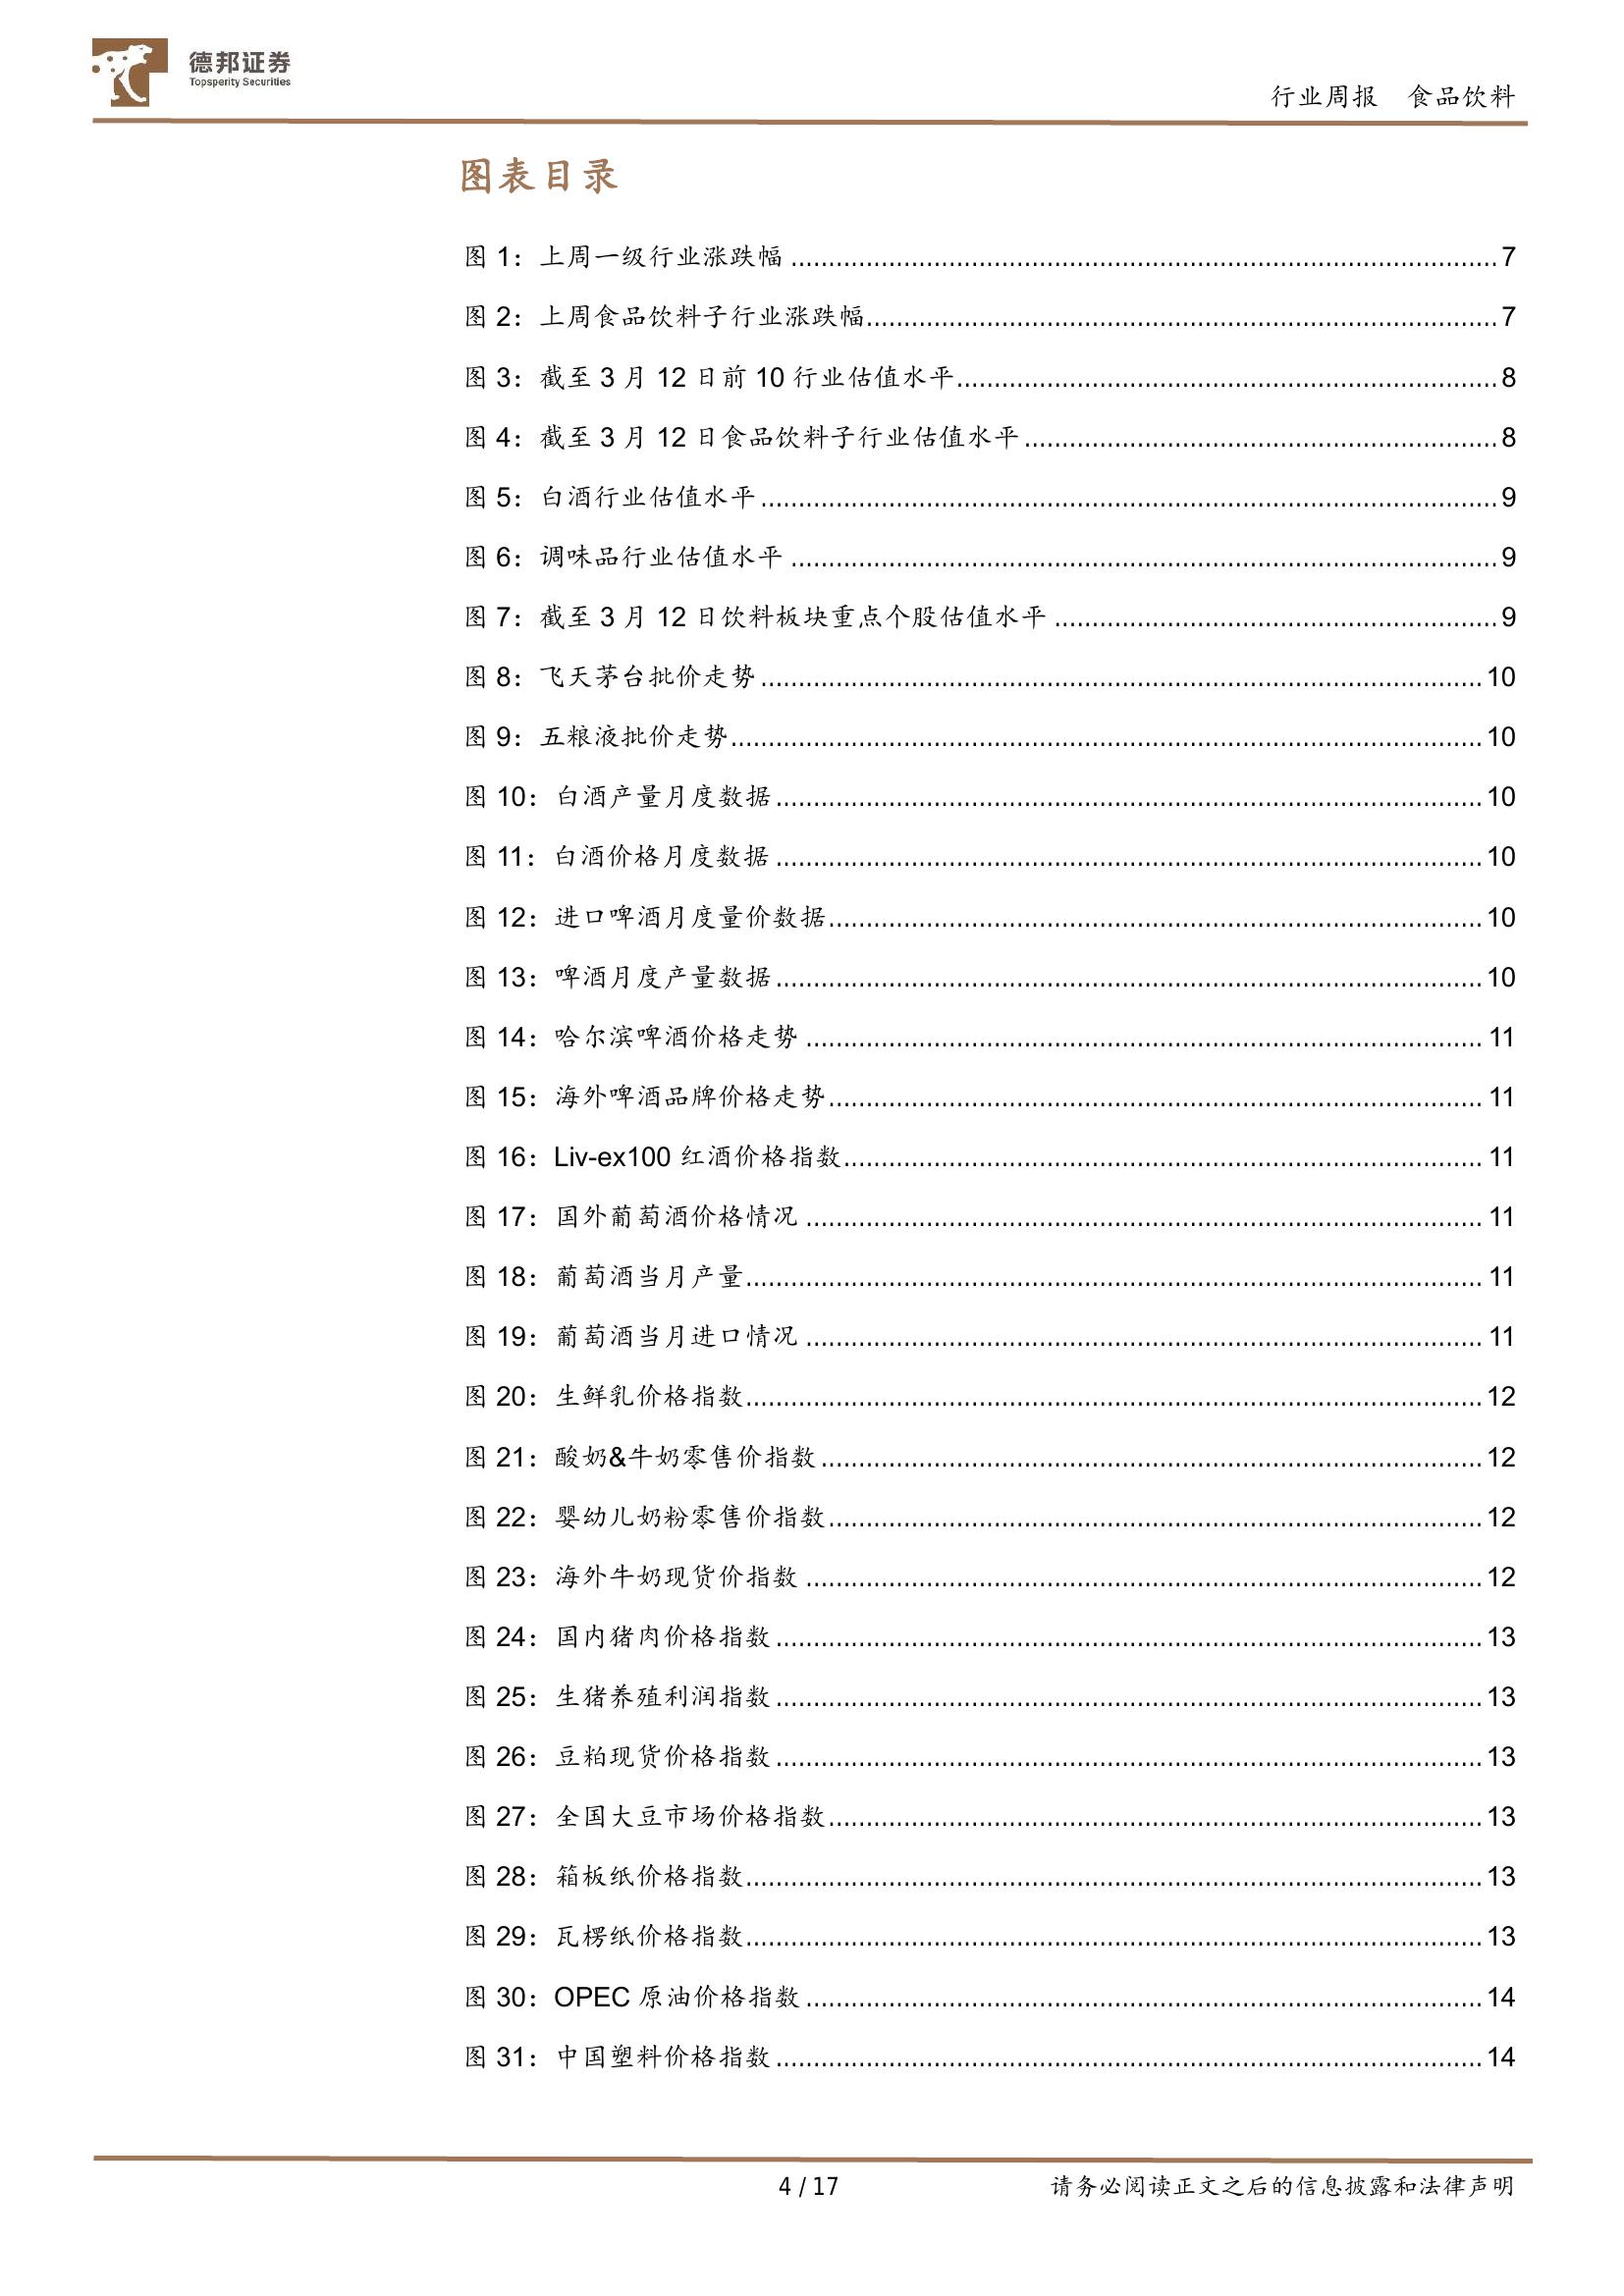 德邦证券
Topsperity Securities
行业周报 食品饮料
图表目录
图 1：上周一级行业涨跌幅 ........ 7
图 2：上周食品饮料子行业涨跌幅 ........ 7
图 3：截至 3 月 12 日前 10 行业估值水平 ........ 8
图 4：截至 3 月 12 日食品饮料子行业估值水平 ........ 8
图 5：白酒行业估值水平 ........ 9
图 6：调味品行业估值水平 ........ 9
图 7：截至 3 月 12 日饮料板块重点个股估值水平 ........ 9
图 8：飞天茅台批价走势 ........ 10
图 9：五粮液批价走势 ........ 10
图 10：白酒产量月度数据 ........ 10
图 11：白酒价格月度数据 ........ 10
图 12：进口啤酒月度量价数据 ........ 10
图 13：啤酒月度产量数据 ........ 10
图 14：哈尔滨啤酒价格走势 ........ 11
图 15：海外啤酒品牌价格走势 ........ 11
图 16：Liv-ex100 红酒价格指数 ........ 11
图 17：国外葡萄酒价格情况 ........ 11
图 18：葡萄酒当月产量 ........ 11
图 19：葡萄酒当月进口情况 ........ 11
图 20：生鲜乳价格指数 ........ 12
图 21：酸奶&牛奶零售价指数 ........ 12
图 22：婴幼儿奶粉零售价指数 ........ 12
图 23：海外牛奶现货价指数 ........ 12
图 24：国内猪肉价格指数 ........ 13
图 25：生猪养殖利润指数 ........ 13
图 26：豆粕现货价格指数 ........ 13
图 27：全国大豆市场价格指数 ........ 13
图 28：箱板纸价格指数 ........ 13
图 29：瓦楞纸价格指数 ........ 13
图 30：OPEC 原油价格指数 ........ 14
图 31：中国塑料价格指数 ........ 14
4 / 17 请务必阅读正文之后的信息披露和法律声明